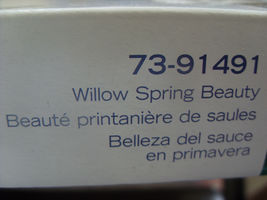 73-91491
Willow Spring Beauty
Beauté printanière de saules
Belleza del sauce
en primavera